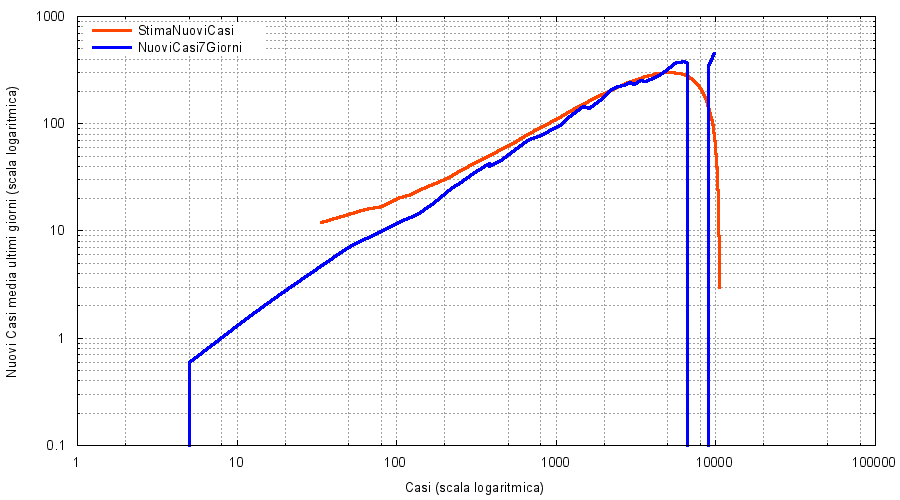 1000
StimaNuoviCasi
NuoviCasi7Giorni
100
10
1
0.1
Nuovi Casi media ultimi giorni (scala logaritmica)
1 10 100 1000 10000 100000
Casi (scala logaritmica)